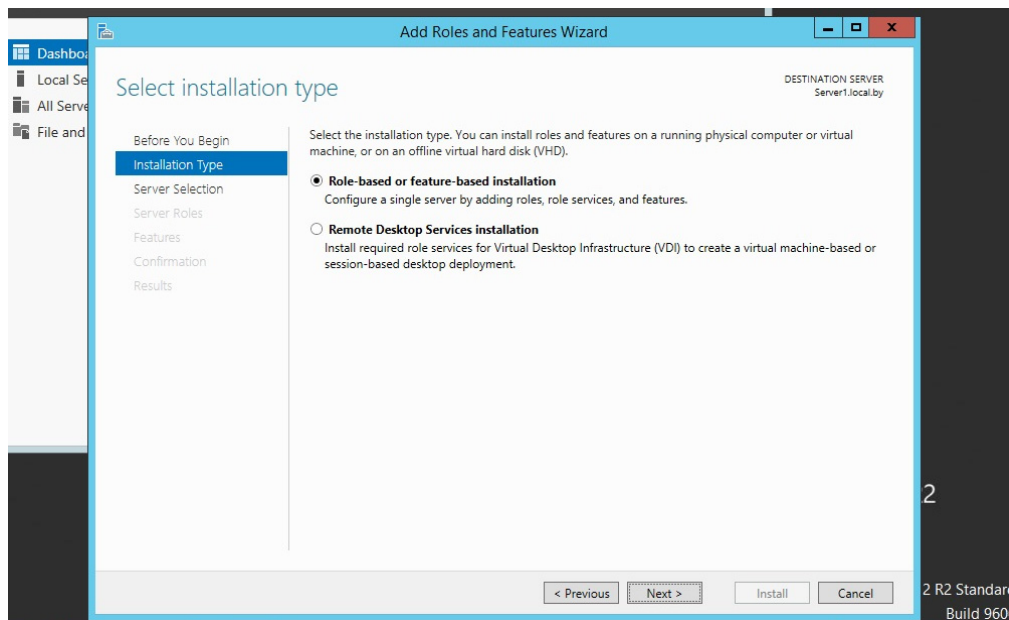 Add Roles and Features Wizard
Dashboa
Local Se
All Serve
File and
Select installation type
DESTINATION SERVER
Server1.local.by
Before You Begin
Installation Type
Server Selection
Server Roles
Features
Confirmation
Results
Select the installation type. You can install roles and features on a running physical computer or virtual
machine, or on an offline virtual hard disk (VHD).
Role-based or feature-based installation
Configure a single server by adding roles, role services, and features.
Remote Desktop Services installation
Install required role services for Virtual Desktop Infrastructure (VDI) to create a virtual machine-based or
session-based desktop deployment.
< Previous
Next >
Install
Cancel
2
2 R2 Standar
Build 960